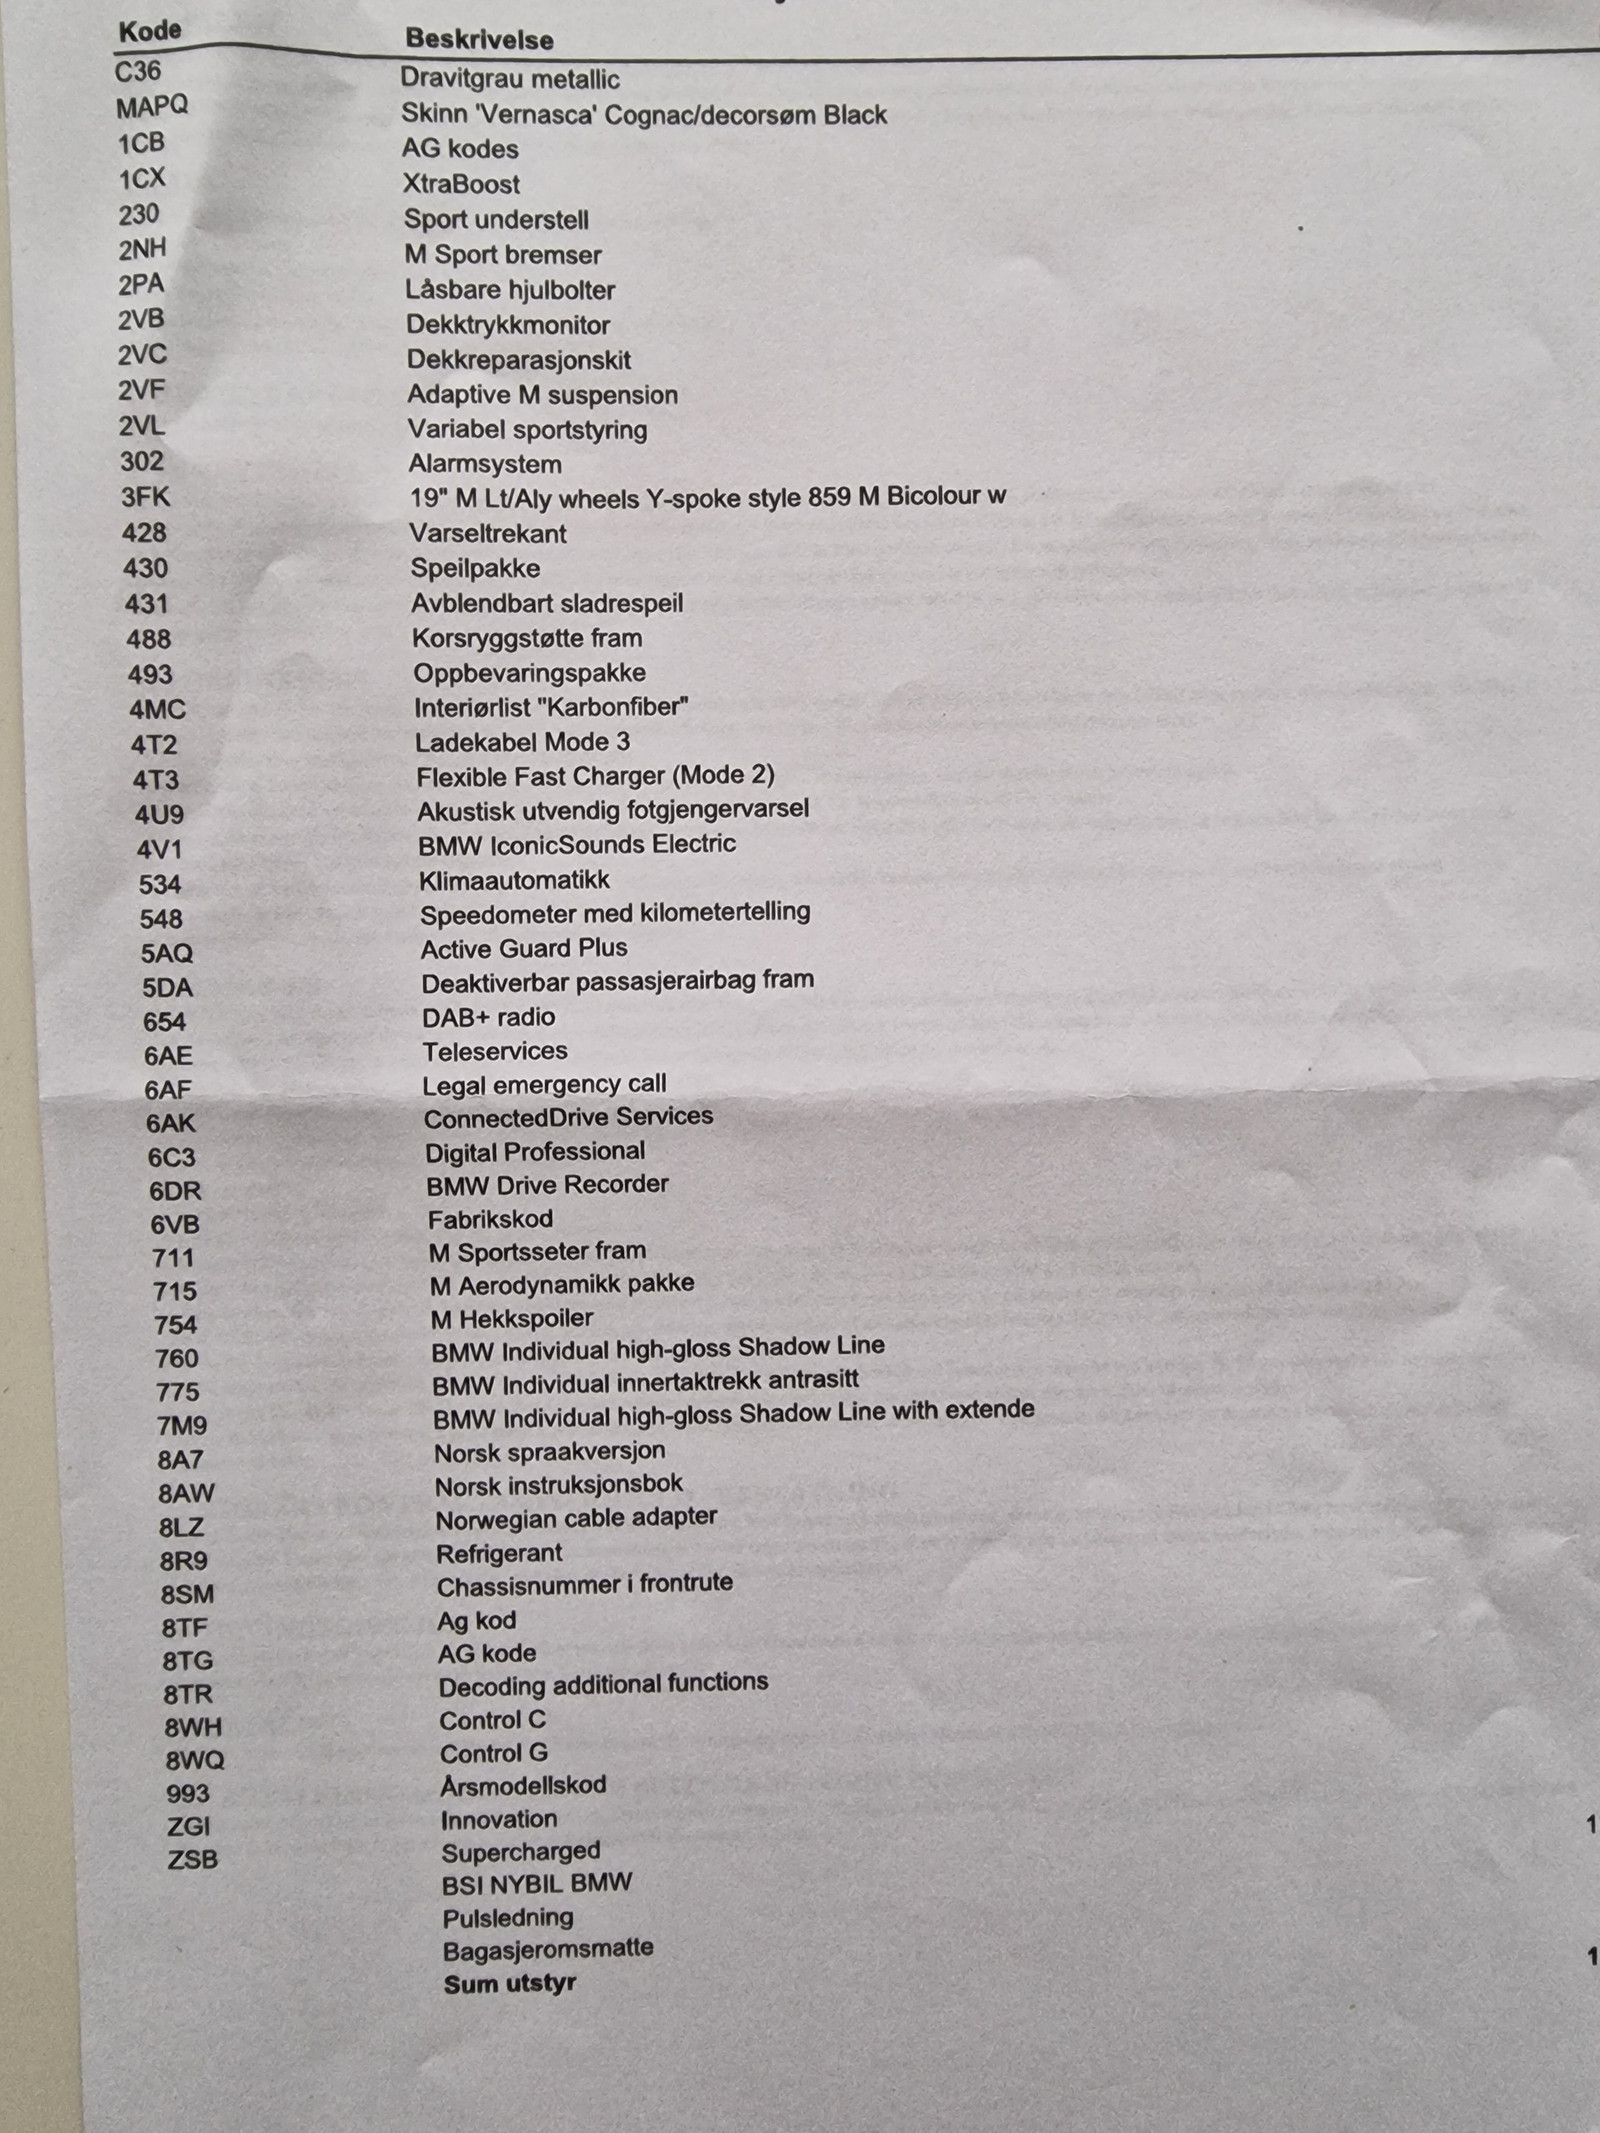 Kode Beskrivelse
C36 Dravitgrau metallic
MAPQ Skinn 'Vernasca' Cognac/decorsøm Black
1CB AG kodes
1CX XtraBoost
230 Sport understell
2NH M Sport bremser
2PA Låsbare hjulbolter
2VB Dekktrykkmonitor
2VC Dekkreparasjonskit
2VF Adaptive M suspension
2VL Variabel sportstyring
302 Alarmsystem
3FK 19" M Lt/Aly wheels Y-spoke style 859 M Bicolour w
428 Varseltrekant
430 Speilpakke
431 Avblendbart sladrespeil
488 Korsryggstøtte fram
493 Oppbevaringspakke
4MC Interiørlist "Karbonfiber"
4T2 Ladekabel Mode 3
4T3 Flexible Fast Charger (Mode 2)
4U9 Akustisk utvendig fotgjengervarsel
4V1 BMW IconicSounds Electric
534 Klimaautomatikk
548 Speedometer med kilometertelling
5AQ Active Guard Plus
5DA Deaktiverbar passasjerairbag fram
654 DAB+ radio
6AE Teleservices
6AF Legal emergency call
6AK ConnectedDrive Services
6C3 Digital Professional
6DR BMW Drive Recorder
6VB Fabrikskod
711 M Sportsseter fram
715 M Aerodynamikk pakke
754 M Hekkspoiler
760 BMW Individual high-gloss Shadow Line
775 BMW Individual innertaktrekk antrasitt
7M9 BMW Individual high-gloss Shadow Line with extende
8A7 Norsk spraakversjon
8AW Norsk instruksjonsbok
8LZ Norwegian cable adapter
8R9 Refrigerant
8SM Chassisnummer i frontrute
8TF Ag kod
8TG AG kode
8TR Decoding additional functions
8WH Control C
8WQ Control G
993 Årsmodellskod
ZGI Innovation 1
ZSB Supercharged
BSI NYBIL BMW
Pulsledning
Bagasjeromsmatte 1
Sum utstyr